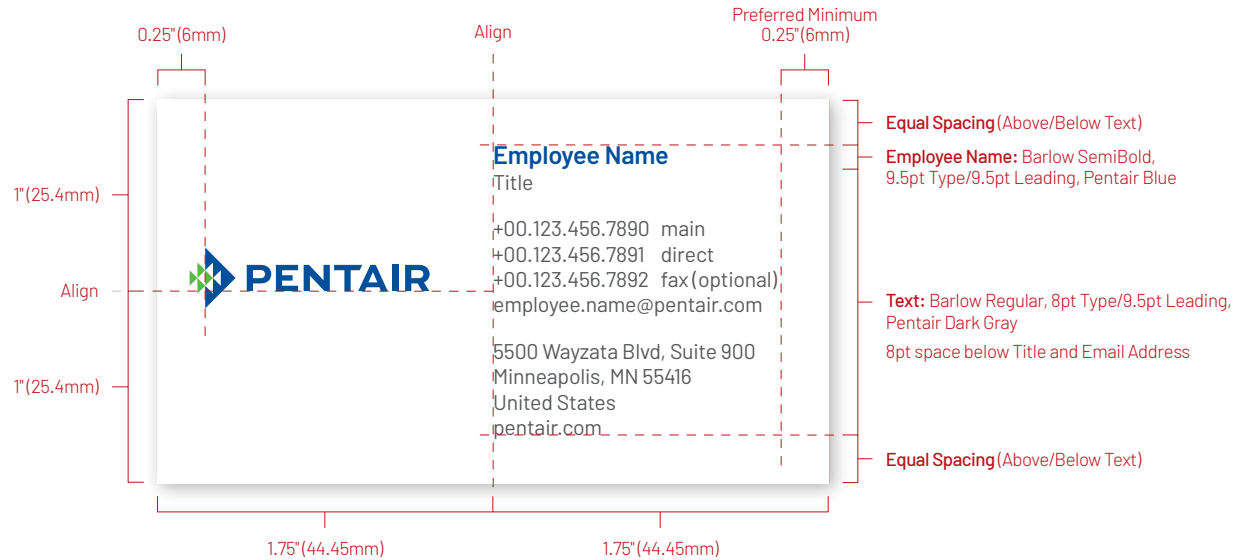 Preferred Minimum
0.25"(6mm)
Align
0.25"(6mm)
Equal Spacing (Above/Below Text)
Employee Name: Barlow SemiBold,
9.5pt Type/9.5pt Leading, Pentair Blue
Employee Name
Title
1"(25.4mm)
+00.123.456.7890 main
+00.123.456.7891 direct
+00.123.456.7892 fax (optional)
employee.name@pentair.com
PENTAIR
Align
Text: Barlow Regular, 8pt Type/9.5pt Leading,
Pentair Dark Gray
8pt space below Title and Email Address
5500 Wayzata Blvd, Suite 900
Minneapolis, MN 55416
United States
pentair.com
1"(25.4mm)
Equal Spacing (Above/Below Text)
1.75"(44.45mm)
1.75"(44.45mm)